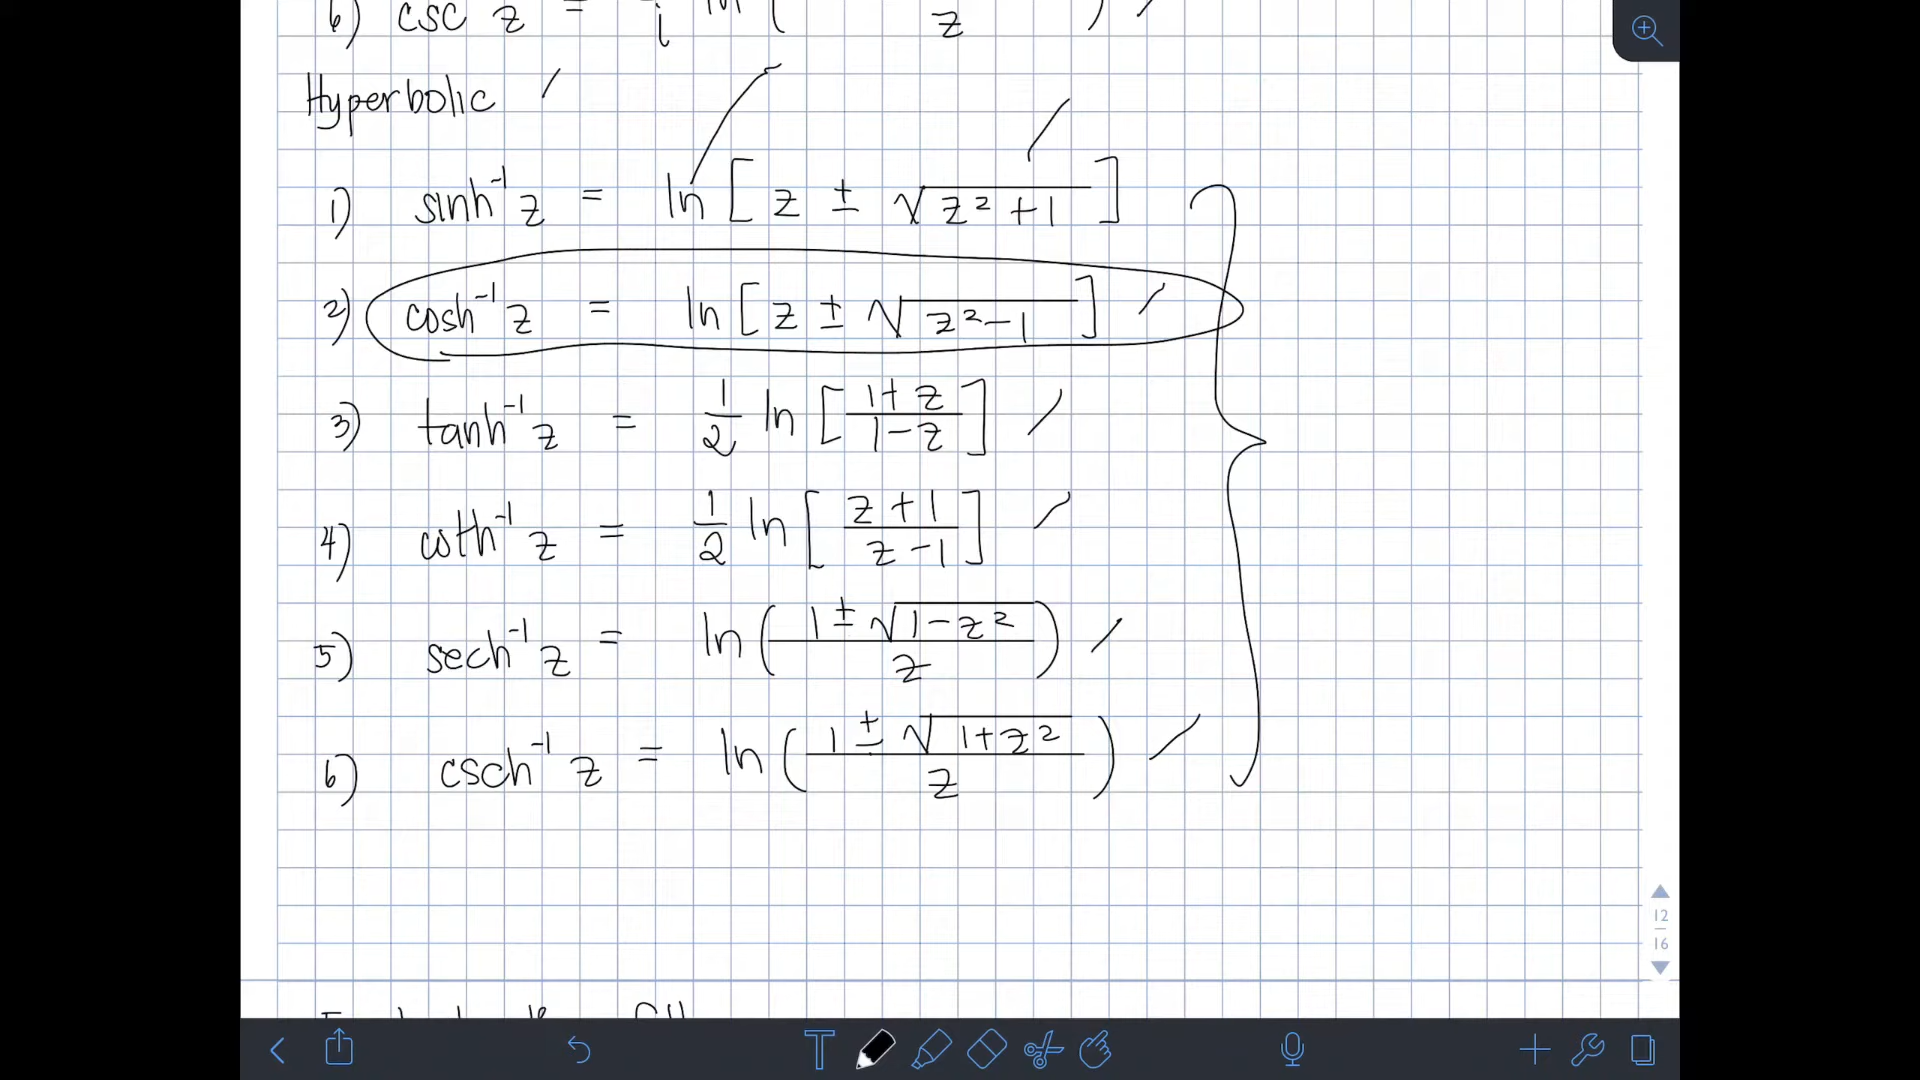 6) csc z =
Hyperbolic
1) sinh⁻¹ z = ln [ z ± √(z² + 1) ]
2) cosh⁻¹ z = ln [ z ± √(z² − 1) ]
3) tanh⁻¹ z = 1/2 ln [ (1 + z)/(1 − z) ]
4) coth⁻¹ z = 1/2 ln [ (z + 1)/(z − 1) ]
5) sech⁻¹ z = ln ( (1 ± √(1 − z²))/z )
6) csch⁻¹ z = ln ( (1 ± √(1 + z²))/z )
12
16
T